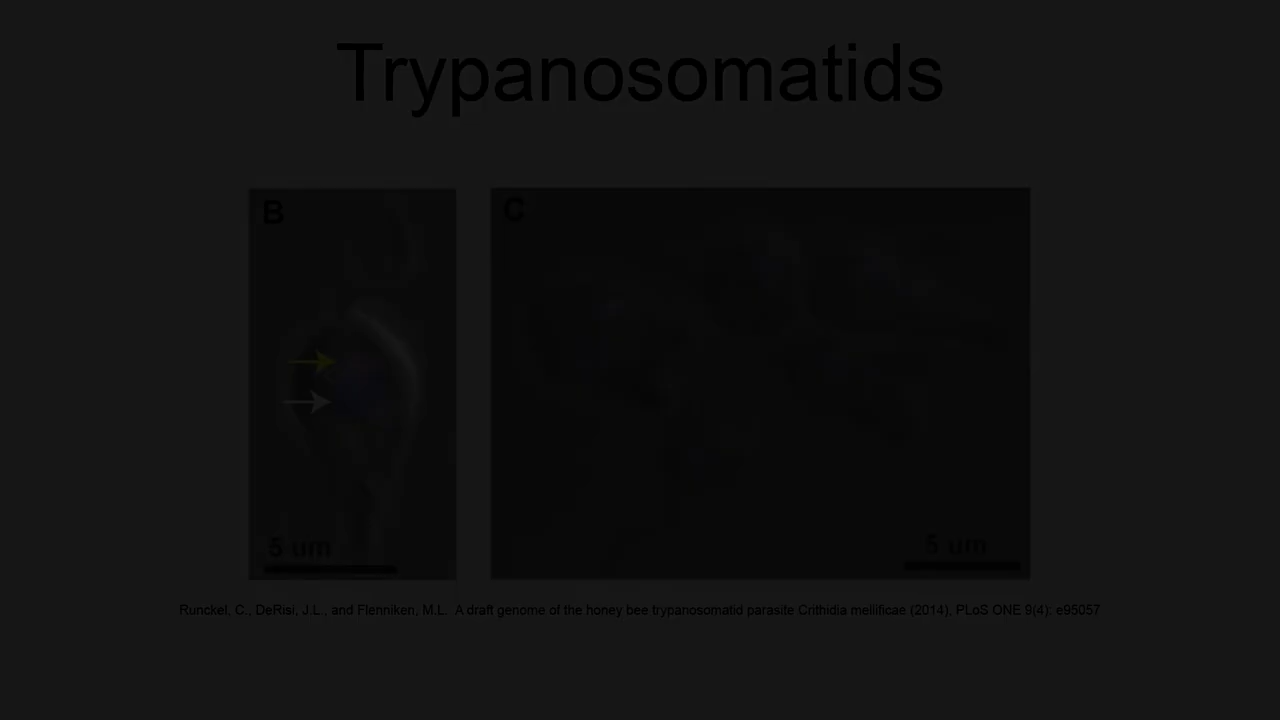 Trypanosomatids
B
C
5 um
5 um
Runckel, C., DeRisi, J.L., and Flenniken, M.L. A draft genome of the honey bee trypanosomatid parasite Crithidia mellificae (2014), PLoS ONE 9(4): e95057